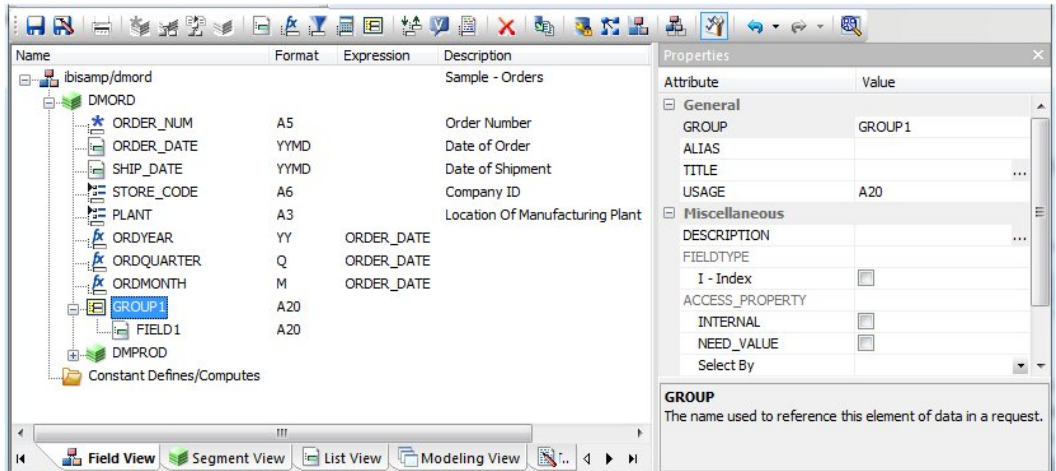 Name Format Expression Description
ibisamp/dmord Sample - Orders
DMORD
ORDER_NUM A5 Order Number
ORDER_DATE YYMD Date of Order
SHIP_DATE YYMD Date of Shipment
STORE_CODE A6 Company ID
PLANT A3 Location Of Manufacturing Plant
ORDYEAR YY ORDER_DATE
ORDQUARTER Q ORDER_DATE
ORDMONTH M ORDER_DATE
GROUP1 A20
FIELD1 A20
DMPROD
Constant Defines/Computes
Field View Segment View List View Modeling View
Properties
Attribute Value
General
GROUP GROUP1
ALIAS
TITLE ...
USAGE A20
Miscellaneous
DESCRIPTION ...
FIELDTYPE
I - Index
ACCESS_PROPERTY
INTERNAL
NEED_VALUE
Select By
GROUP
The name used to reference this element of data in a request.